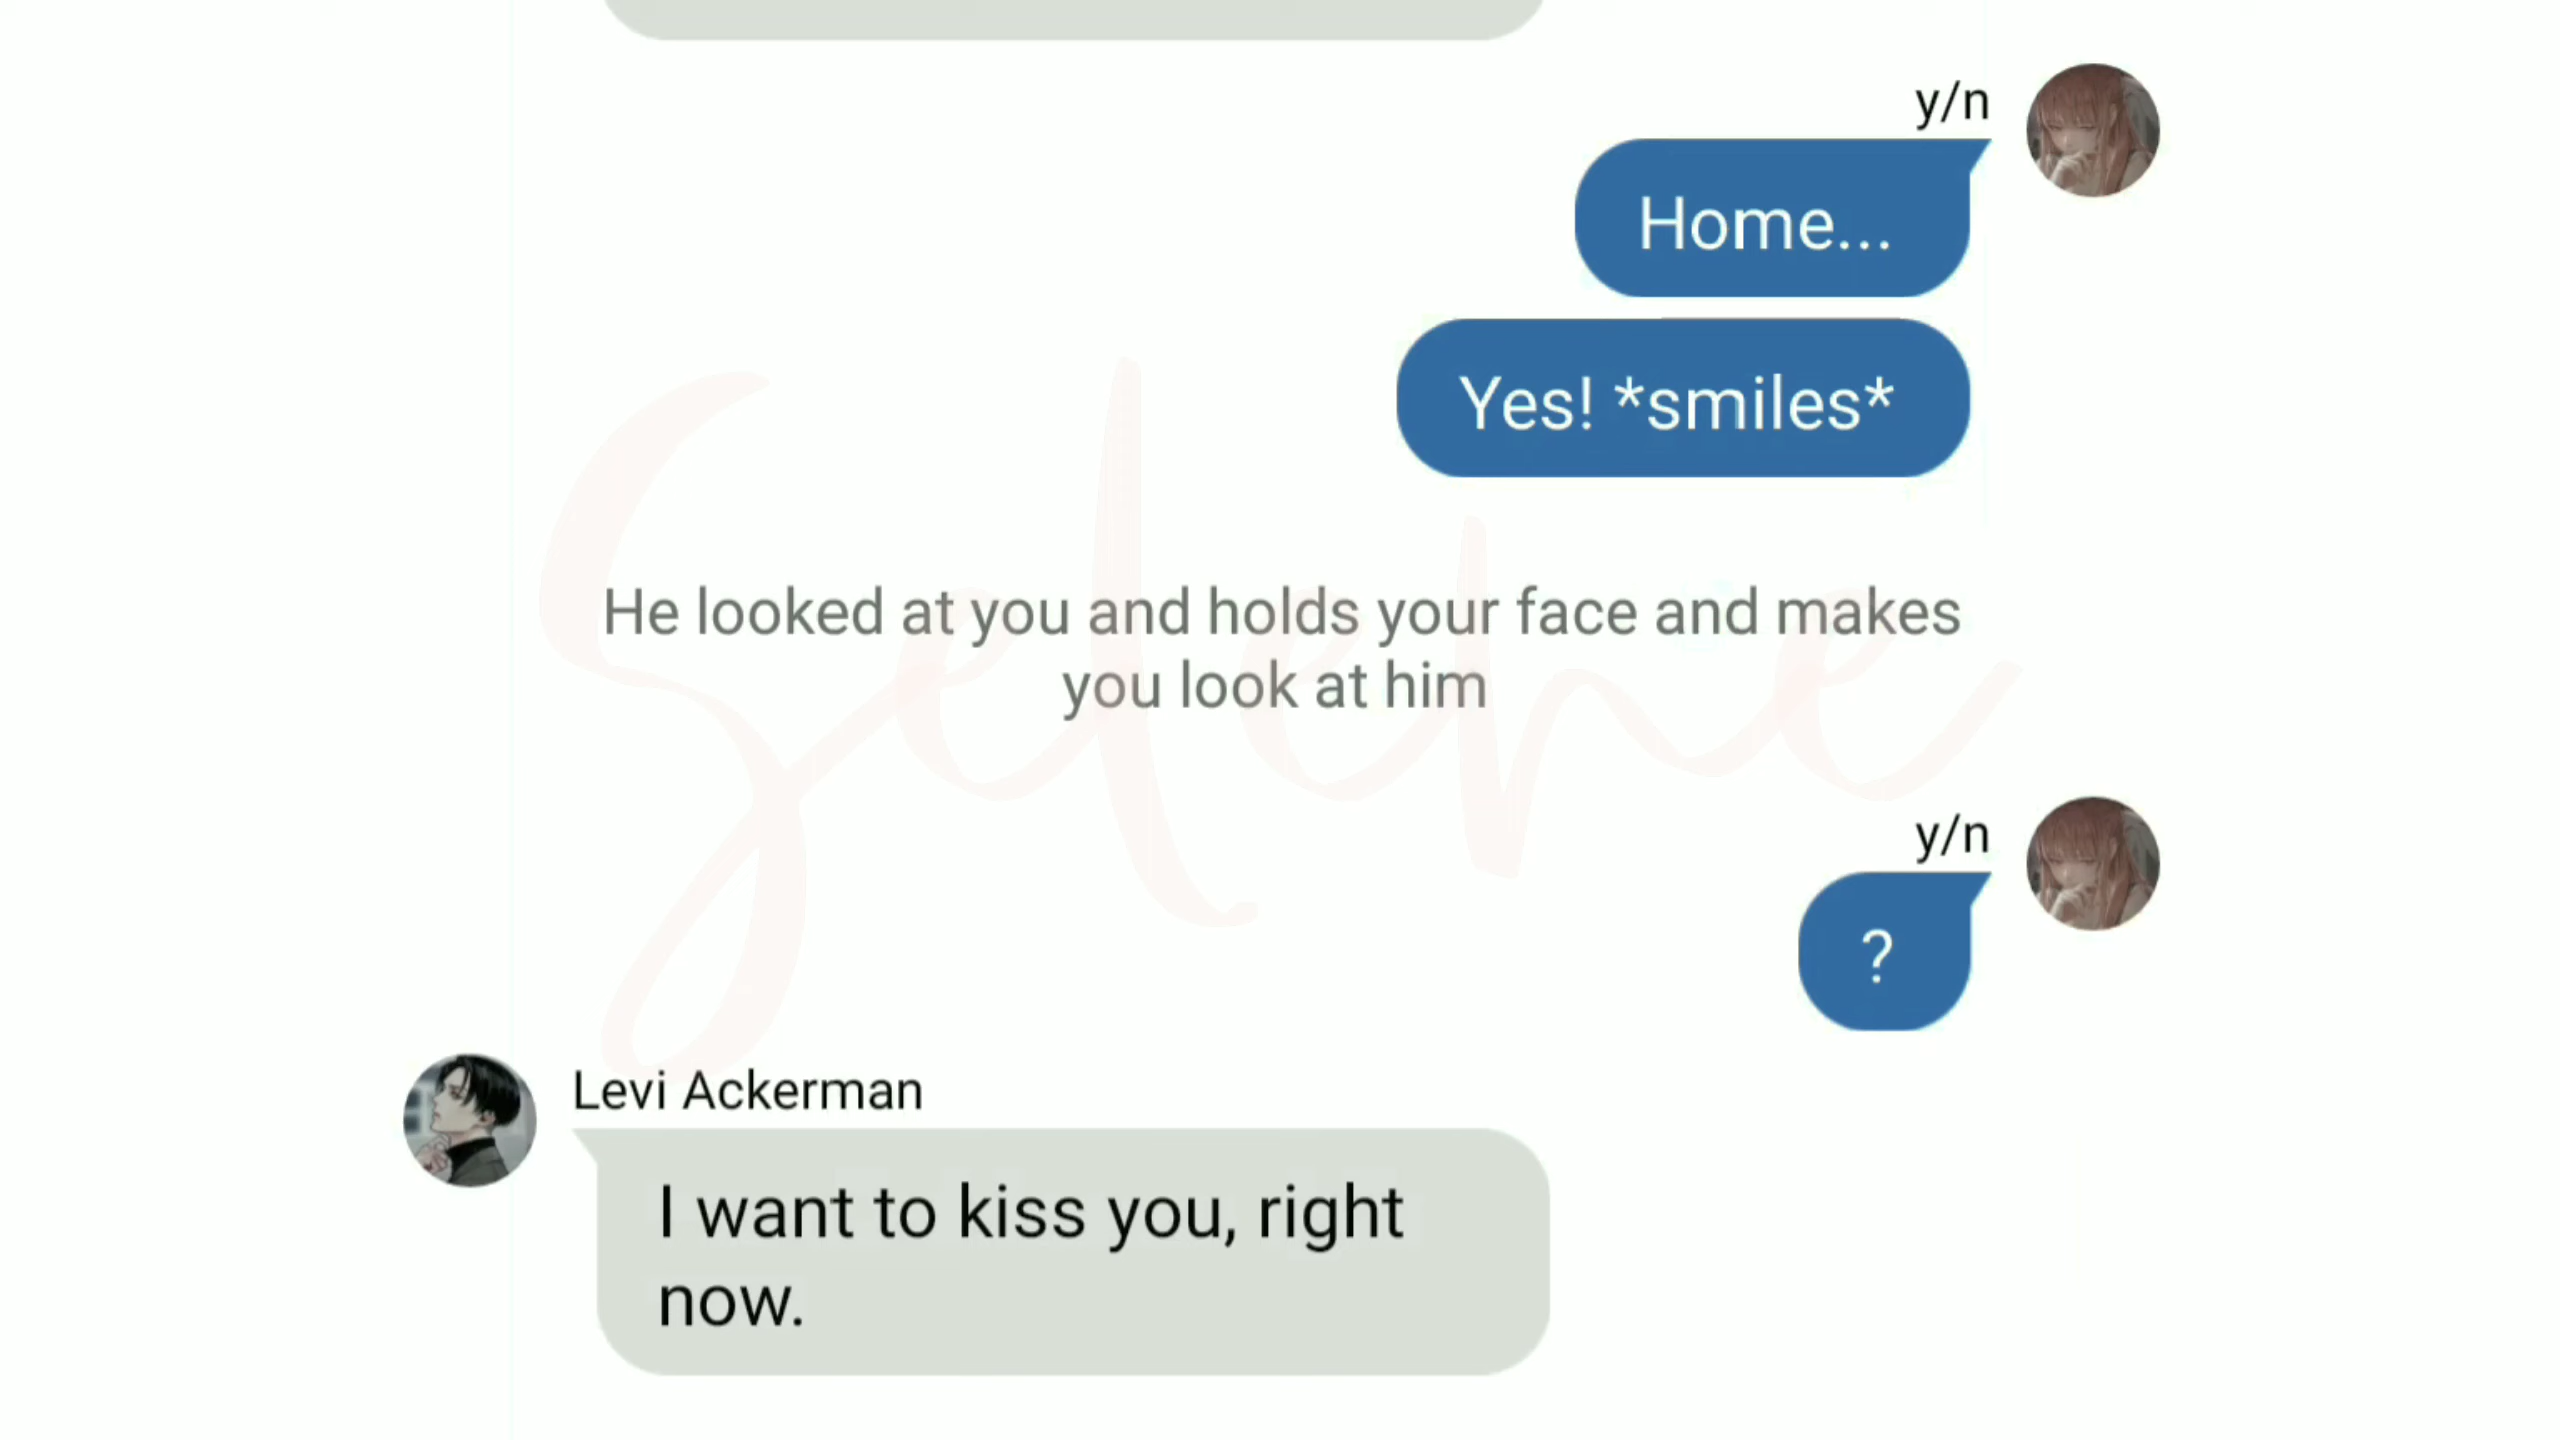 y/n
Home...
Yes! *smiles*
He looked at you and holds your face and makes
you look at him
Selene
y/n
?
Levi Ackerman
I want to kiss you, right
now.